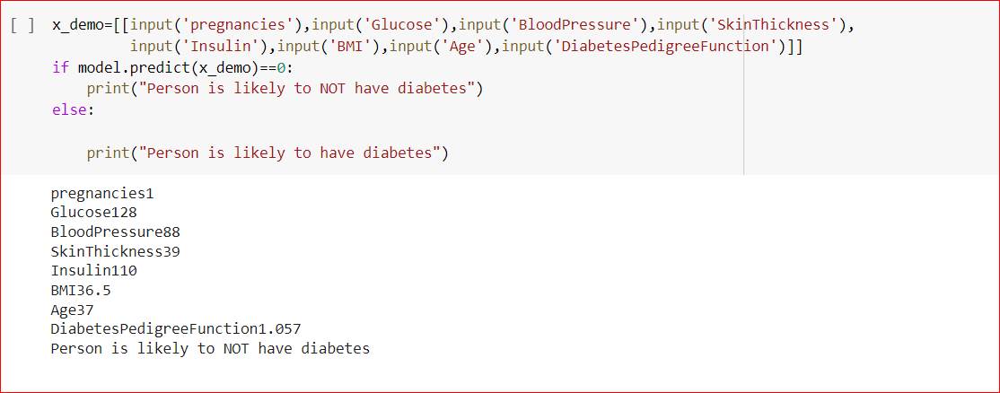 [ ] x_demo=[[input('pregnancies'),input('Glucose'),input('BloodPressure'),input('SkinThickness'),
input('Insulin'),input('BMI'),input('Age'),input('DiabetesPedigreeFunction')]]
if model.predict(x_demo)==0:
print("Person is likely to NOT have diabetes")
else:
print("Person is likely to have diabetes")
pregnancies1
Glucose128
BloodPressure88
SkinThickness39
Insulin110
BMI36.5
Age37
DiabetesPedigreeFunction1.057
Person is likely to NOT have diabetes